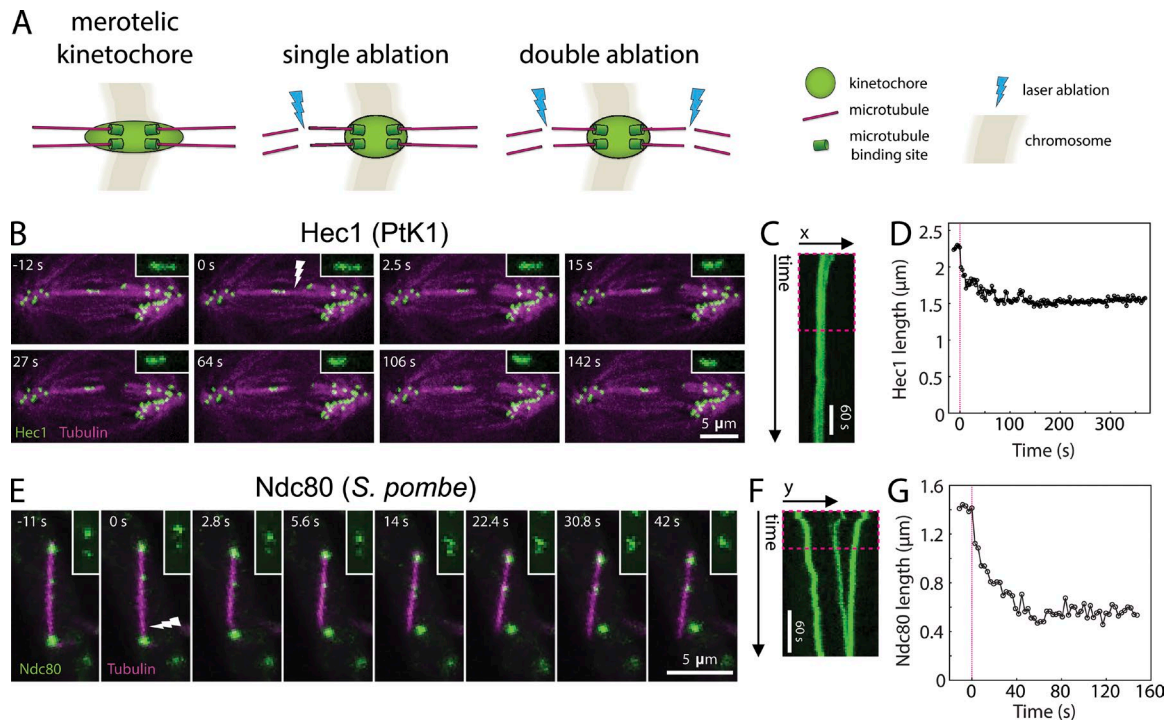 A
merotelic
kinetochore
single ablation
double ablation
kinetochore
microtubule
microtubule
binding site
laser ablation
chromosome
B
Hec1 (PtK1)
-12 s
0 s
2.5 s
15 s
27 s
64 s
106 s
142 s
Hec1 Tubulin
5 µm
C
x
time
60 s
D
Hec1 length (µm)
2.5
2
1.5
1
0.5
0
0 100 200 300
Time (s)
E
Ndc80 (S. pombe)
-11 s
0 s
2.8 s
5.6 s
14 s
22.4 s
30.8 s
42 s
Ndc80
Tubulin
5 µm
F
y
time
60 s
G
Ndc80 length (µm)
1.6
1.2
0.8
0.4
0
0 40 80 120 160
Time (s)